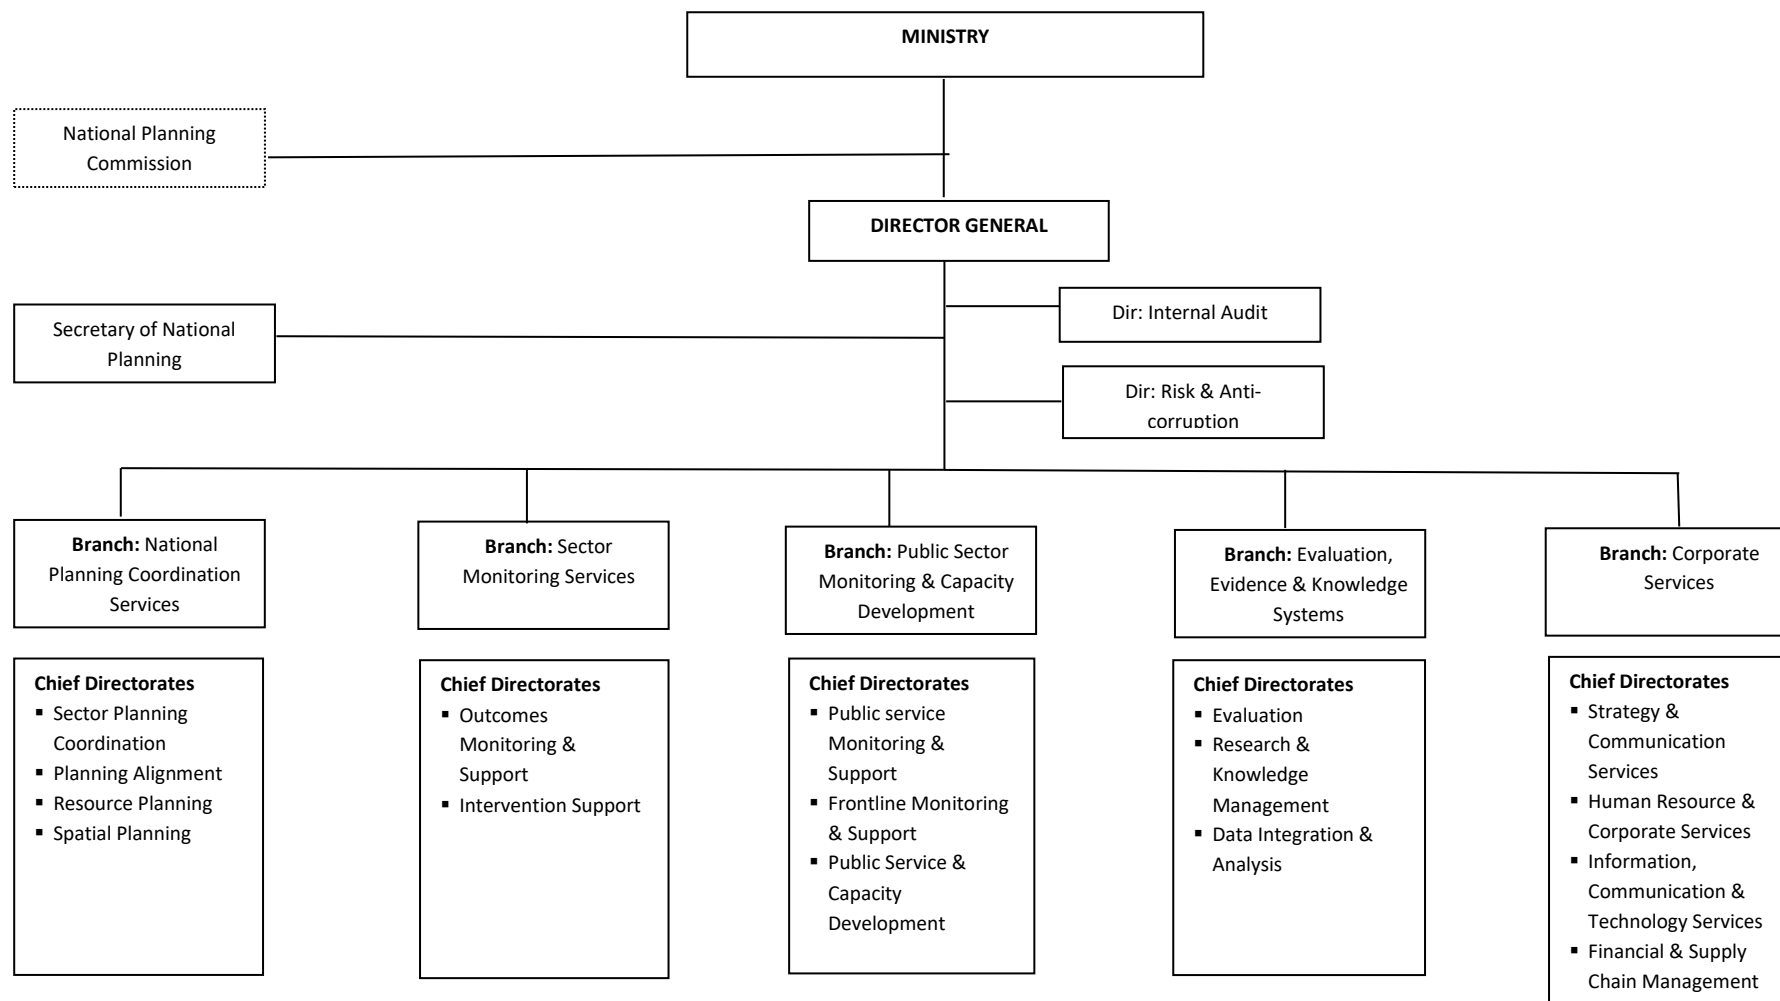 MINISTRY
National Planning
Commission
DIRECTOR GENERAL
Dir: Internal Audit
Secretary of National
Planning
Dir: Risk & Anti-
corruption
Branch: National
Planning Coordination
Services
Branch: Sector
Monitoring Services
Branch: Public Sector
Monitoring & Capacity
Development
Branch: Evaluation,
Evidence & Knowledge
Systems
Branch: Corporate
Services
Chief Directorates
▪ Sector Planning
Coordination
▪ Planning Alignment
▪ Resource Planning
▪ Spatial Planning
Chief Directorates
▪ Outcomes
Monitoring &
Support
▪ Intervention Support
Chief Directorates
▪ Public service
Monitoring &
Support
▪ Frontline Monitoring
& Support
▪ Public Service &
Capacity
Development
Chief Directorates
▪ Evaluation
▪ Research &
Knowledge
Management
▪ Data Integration &
Analysis
Chief Directorates
▪ Strategy &
Communication
Services
▪ Human Resource &
Corporate Services
▪ Information,
Communication &
Technology Services
▪ Financial & Supply
Chain Management